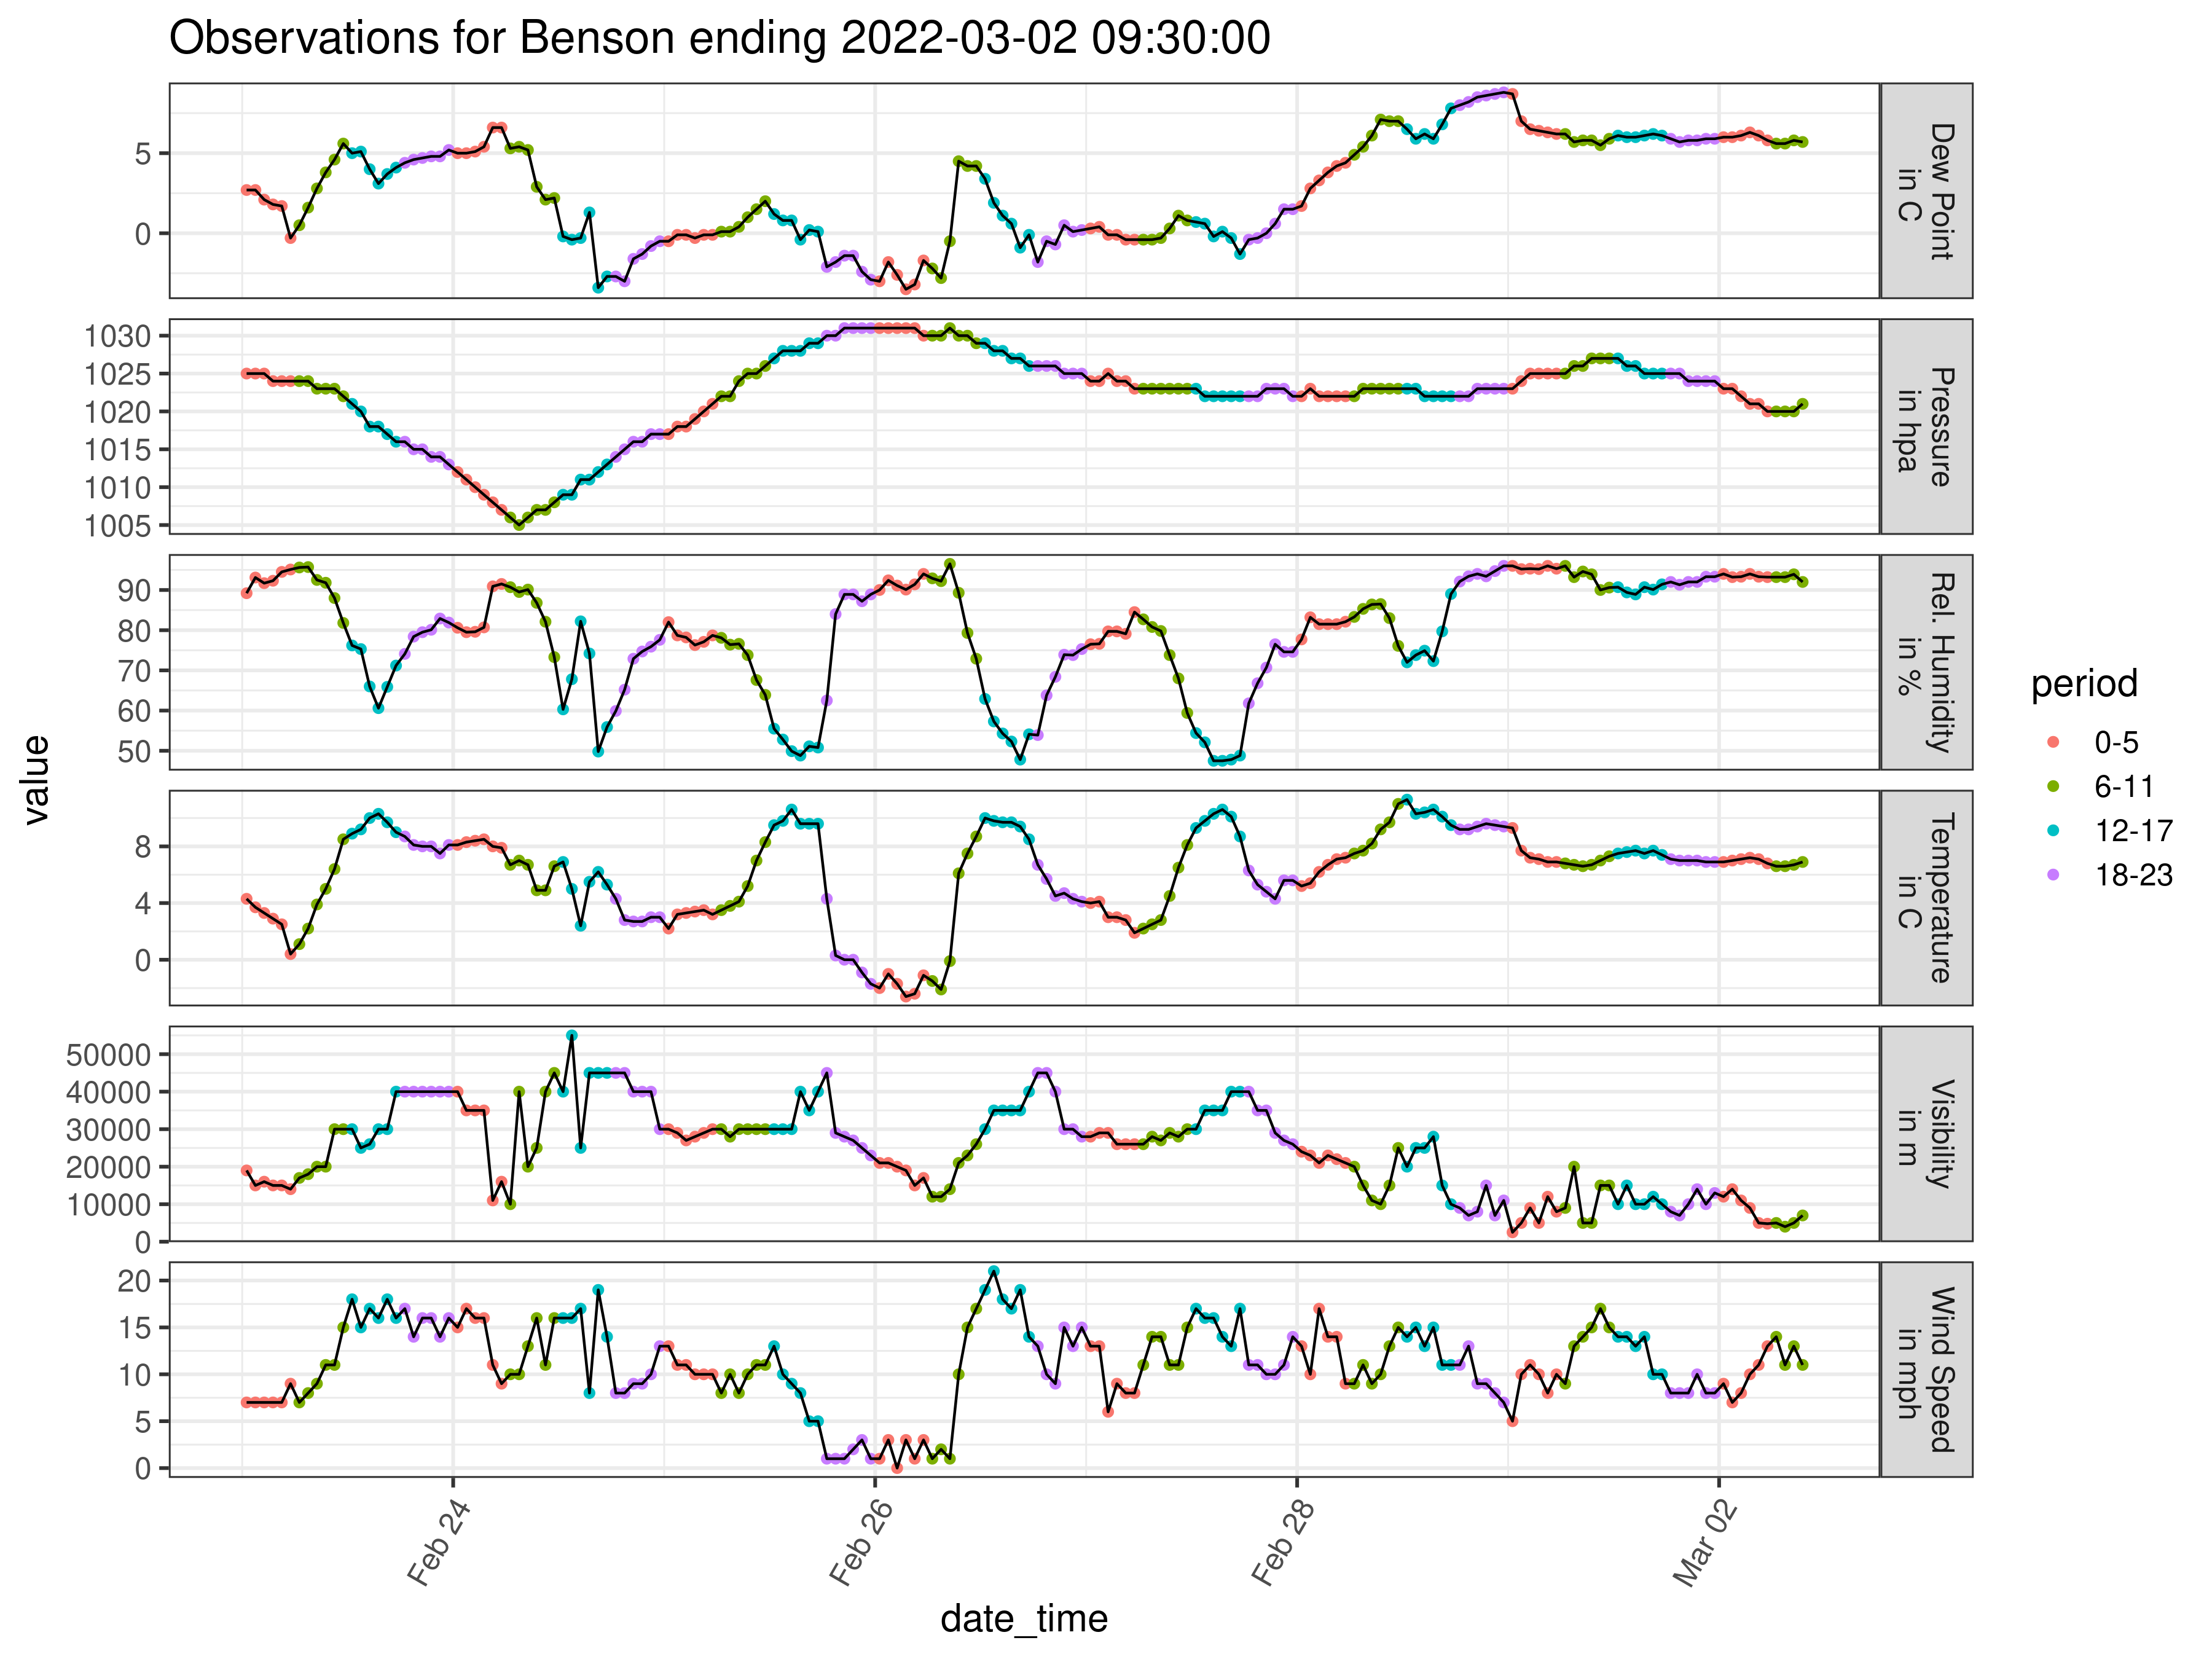 Observations for Benson ending 2022-03-02 09:30:00
value
5
0
Dew Point
in C
1030
1025
1020
1015
1010
1005
Pressure
in hpa
90
80
70
60
50
Rel. Humidity
in %
8
4
0
Temperature
in C
50000
40000
30000
20000
10000
0
Visibility
in m
20
15
10
5
0
Wind Speed
in mph
Feb 24
Feb 26
Feb 28
Mar 02
date_time
period
0-5
6-11
12-17
18-23